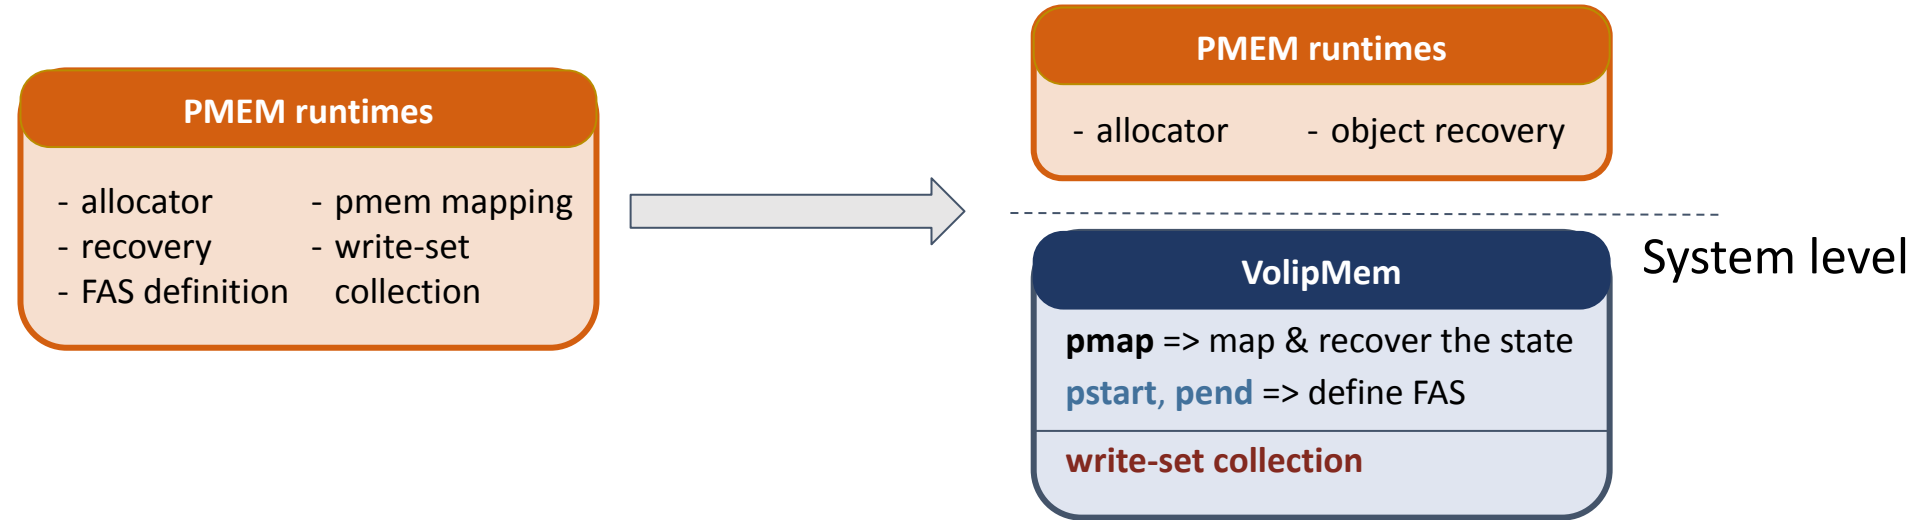 PMEM runtimes
- allocator
- recovery
- FAS definition
- pmem mapping
- write-set
collection
PMEM runtimes
- allocator - object recovery
System level
VolipMem
pmap => map & recover the state
pstart, pend => define FAS
write-set collection